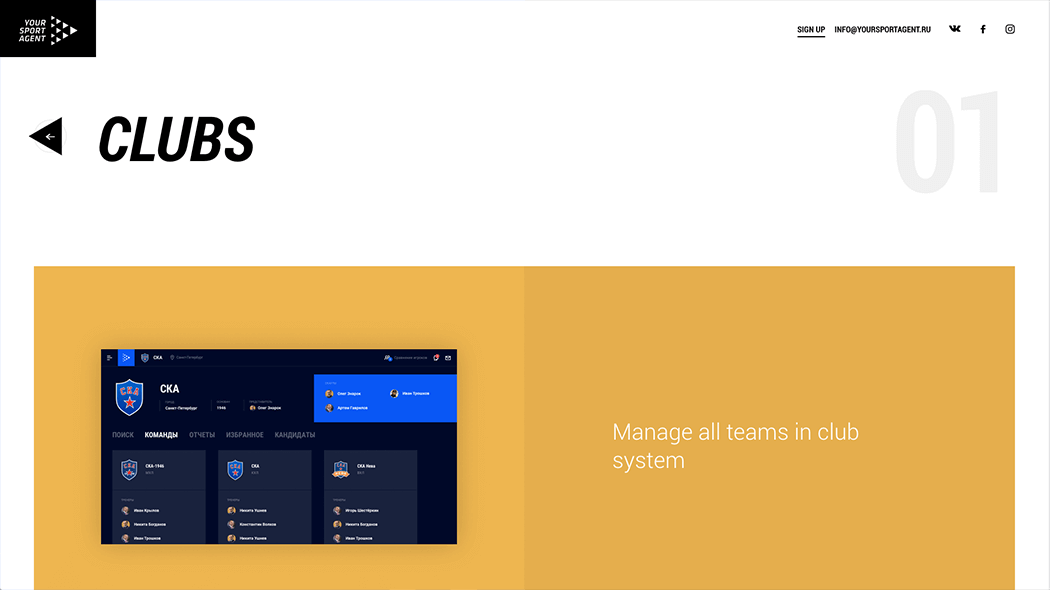 YOUR
SPORT
AGENT
SIGN UP INFO@YOURSPORTAGENT.RU
CLUBS
01
СКА Санкт-Петербург
СКА
Санкт-Петербург 1946 Олег Знарок
Олег Знарок Иван Трошков
Артем Гаврилов
ПОИСК КОМАНДЫ ОТЧЕТЫ ИЗБРАННОЕ КАНДИДАТЫ
СКА-1946 СКА СКА Нева
Иван Крылов Никита Ушнев Игорь Шестёркин
Никита Богданов Константин Волков Никита Богданов
Иван Трошков Никита Ушнев Иван Трошков
Manage all teams in club
system